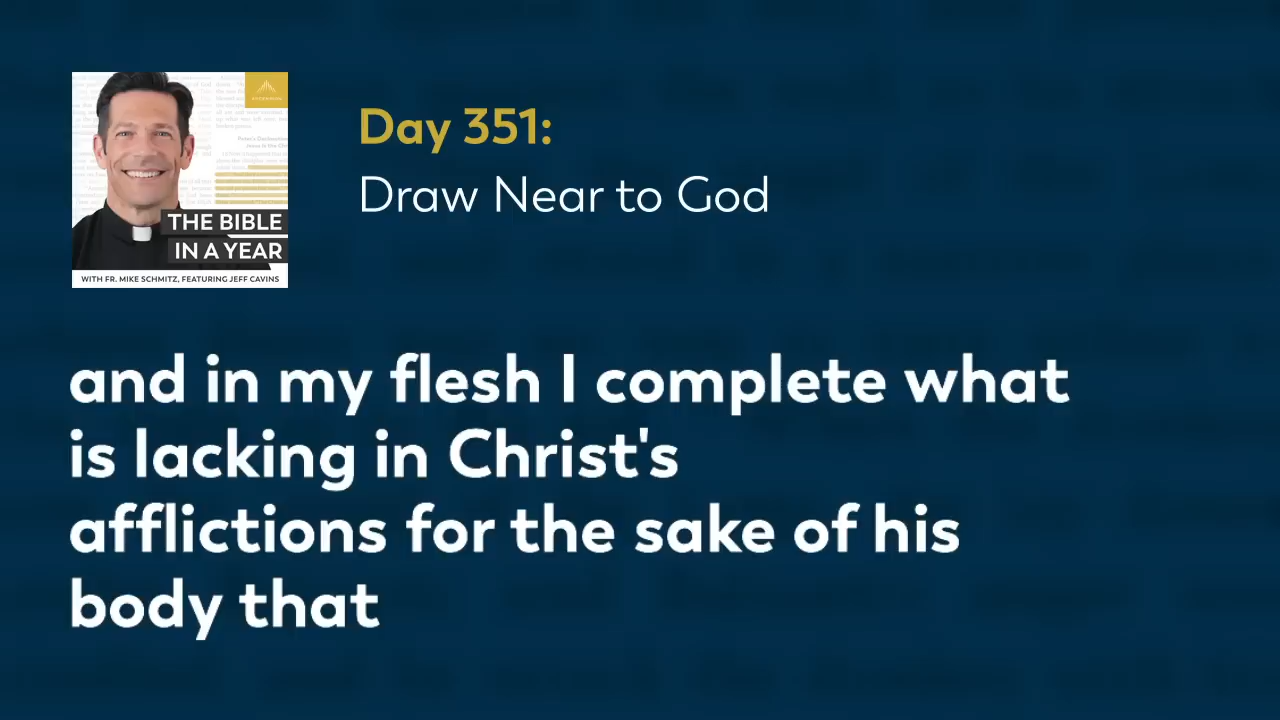 THE BIBLE
IN A YEAR
WITH FR. MIKE SCHMITZ, FEATURING JEFF CAVINS
Day 351:
Draw Near to God
and in my flesh I complete what
is lacking in Christ's
afflictions for the sake of his
body that